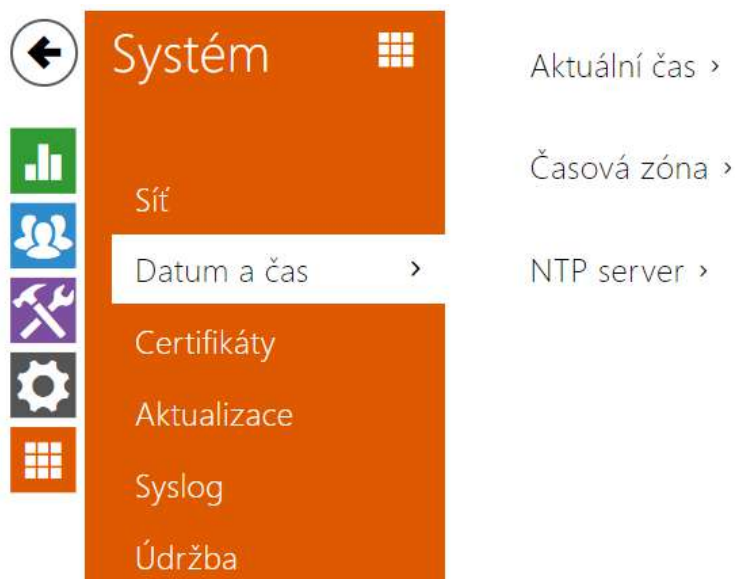 Systém
Síť
Datum a čas
Certifikáty
Aktualizace
Syslog
Údržba
Aktuální čas
Časová zóna
NTP server